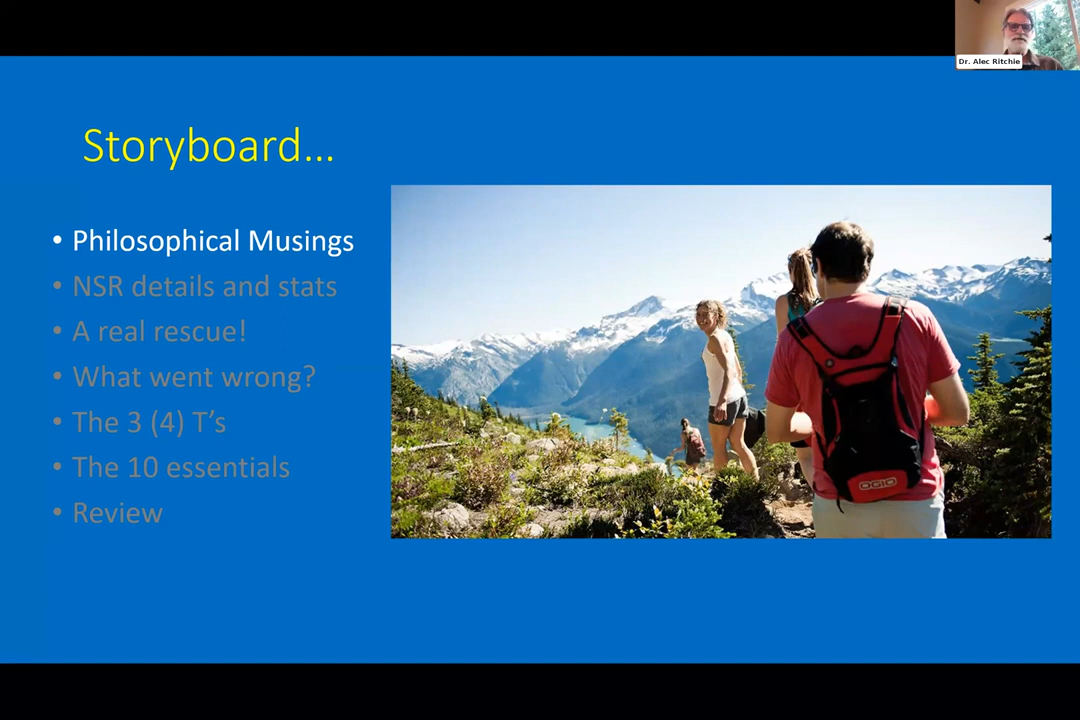 Dr. Alec Ritchie
Storyboard...
• Philosophical Musings
• NSR details and stats
• A real rescue!
• What went wrong?
• The 3 (4) T's
• The 10 essentials
• Review
OGIO